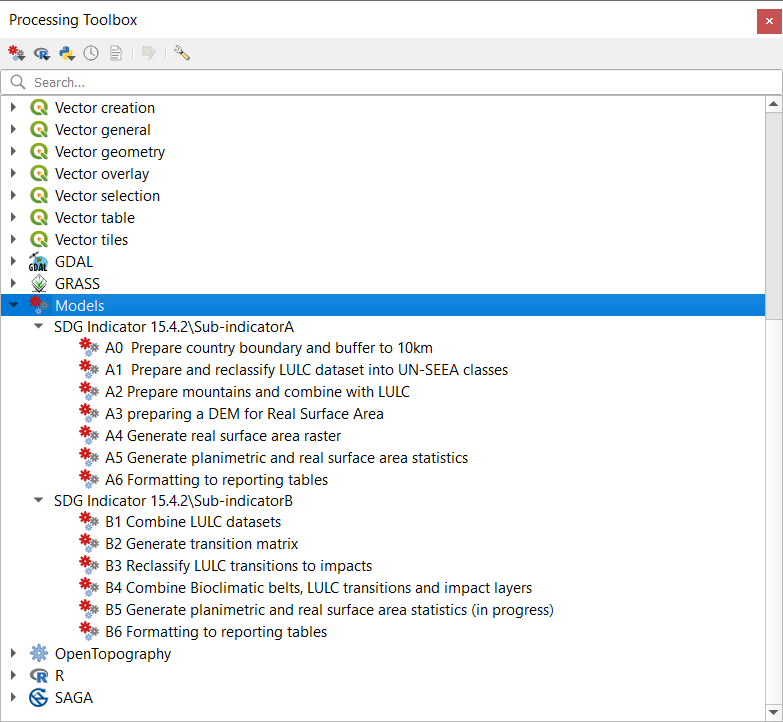 Processing Toolbox
Search...
Vector creation
Vector general
Vector geometry
Vector overlay
Vector selection
Vector table
Vector tiles
GDAL
GRASS
Models
SDG Indicator 15.4.2\Sub-indicatorA
A0  Prepare country boundary and buffer to 10km
A1  Prepare and reclassify LULC dataset into UN-SEEA classes
A2 Prepare mountains and combine with LULC
A3 preparing a DEM for Real Surface Area
A4 Generate real surface area raster
A5 Generate planimetric and real surface area statistics
A6 Formatting to reporting tables
SDG Indicator 15.4.2\Sub-indicatorB
B1 Combine LULC datasets
B2 Generate transition matrix
B3 Reclassify LULC transitions to impacts
B4 Combine Bioclimatic belts, LULC transitions and impact layers
B5 Generate planimetric and real surface area statistics (in progress)
B6 Formatting to reporting tables
OpenTopography
R
SAGA